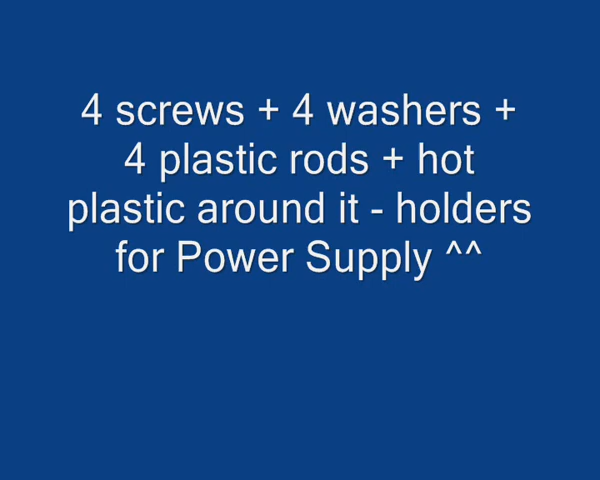 4 screws + 4 washers +
4 plastic rods + hot
plastic around it - holders
for Power Supply ^^